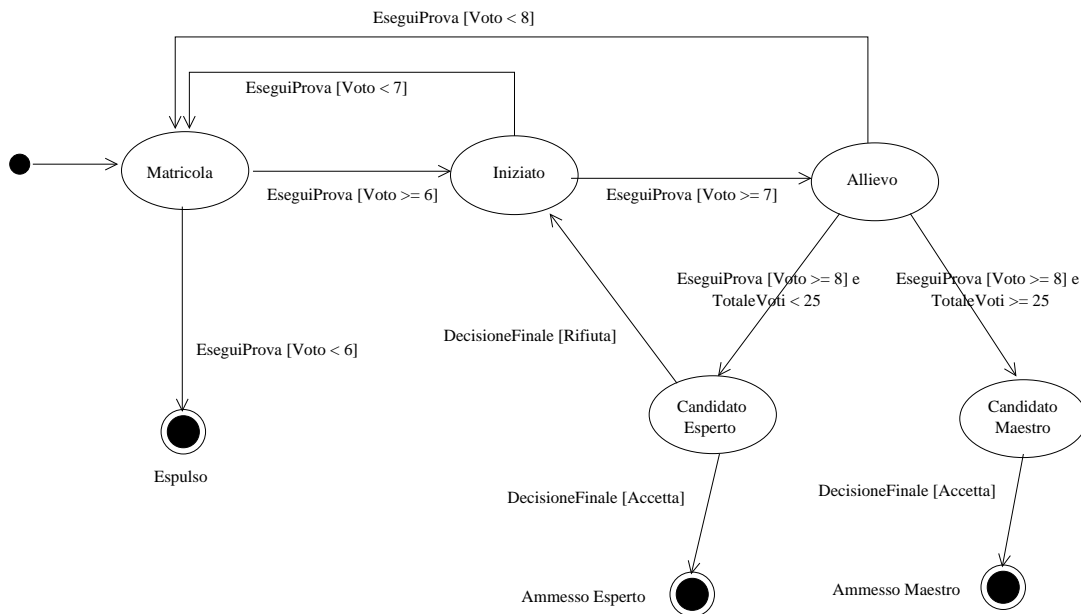 EseguiProva [Voto < 8]
EseguiProva [Voto < 7]
Matricola
Iniziato
Allievo
EseguiProva [Voto >= 6]
EseguiProva [Voto >= 7]
EseguiProva [Voto >= 8] e
TotaleVoti < 25
EseguiProva [Voto >= 8] e
TotaleVoti >= 25
DecisioneFinale [Rifiuta]
EseguiProva [Voto < 6]
Candidato
Esperto
Candidato
Maestro
Espulso
DecisioneFinale [Accetta]
DecisioneFinale [Accetta]
Ammesso Esperto
Ammesso Maestro